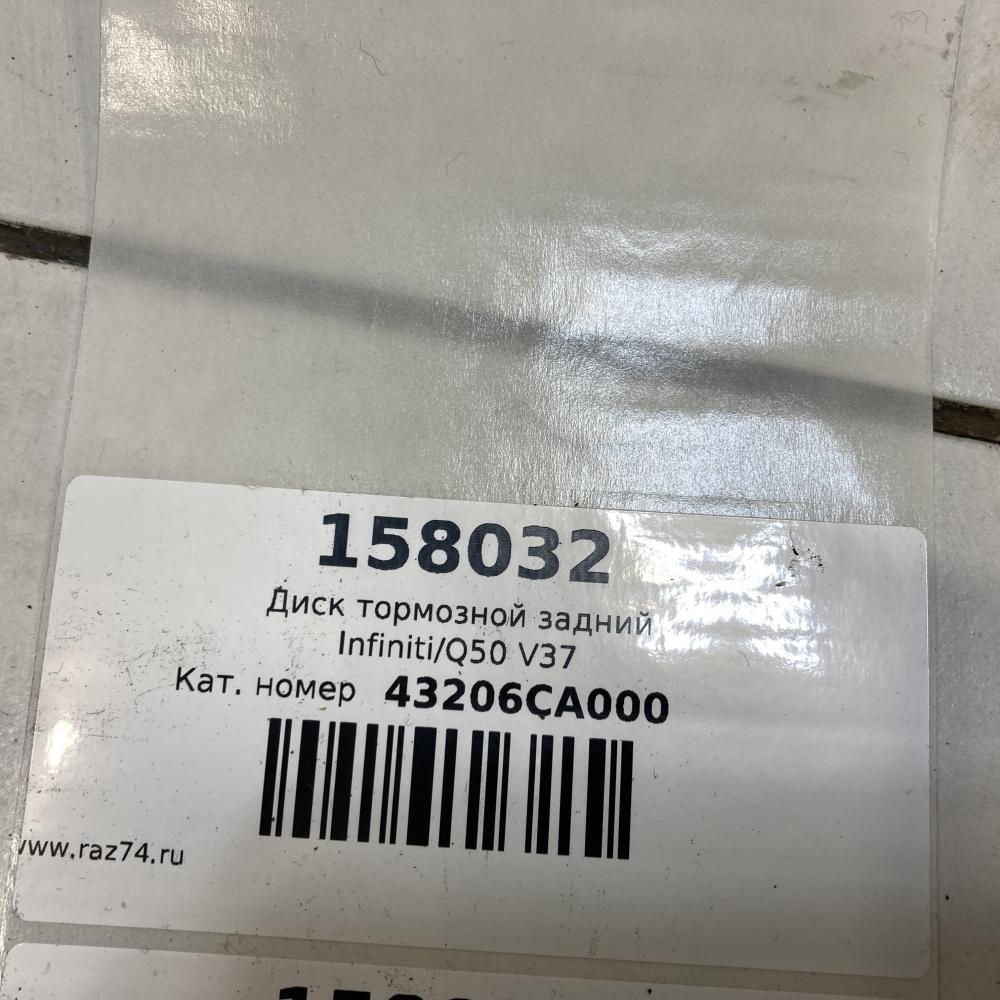 158032
Диск тормозной задний
Infiniti/Q50 V37
Кат. номер 43206CA000
www.raz74.ru